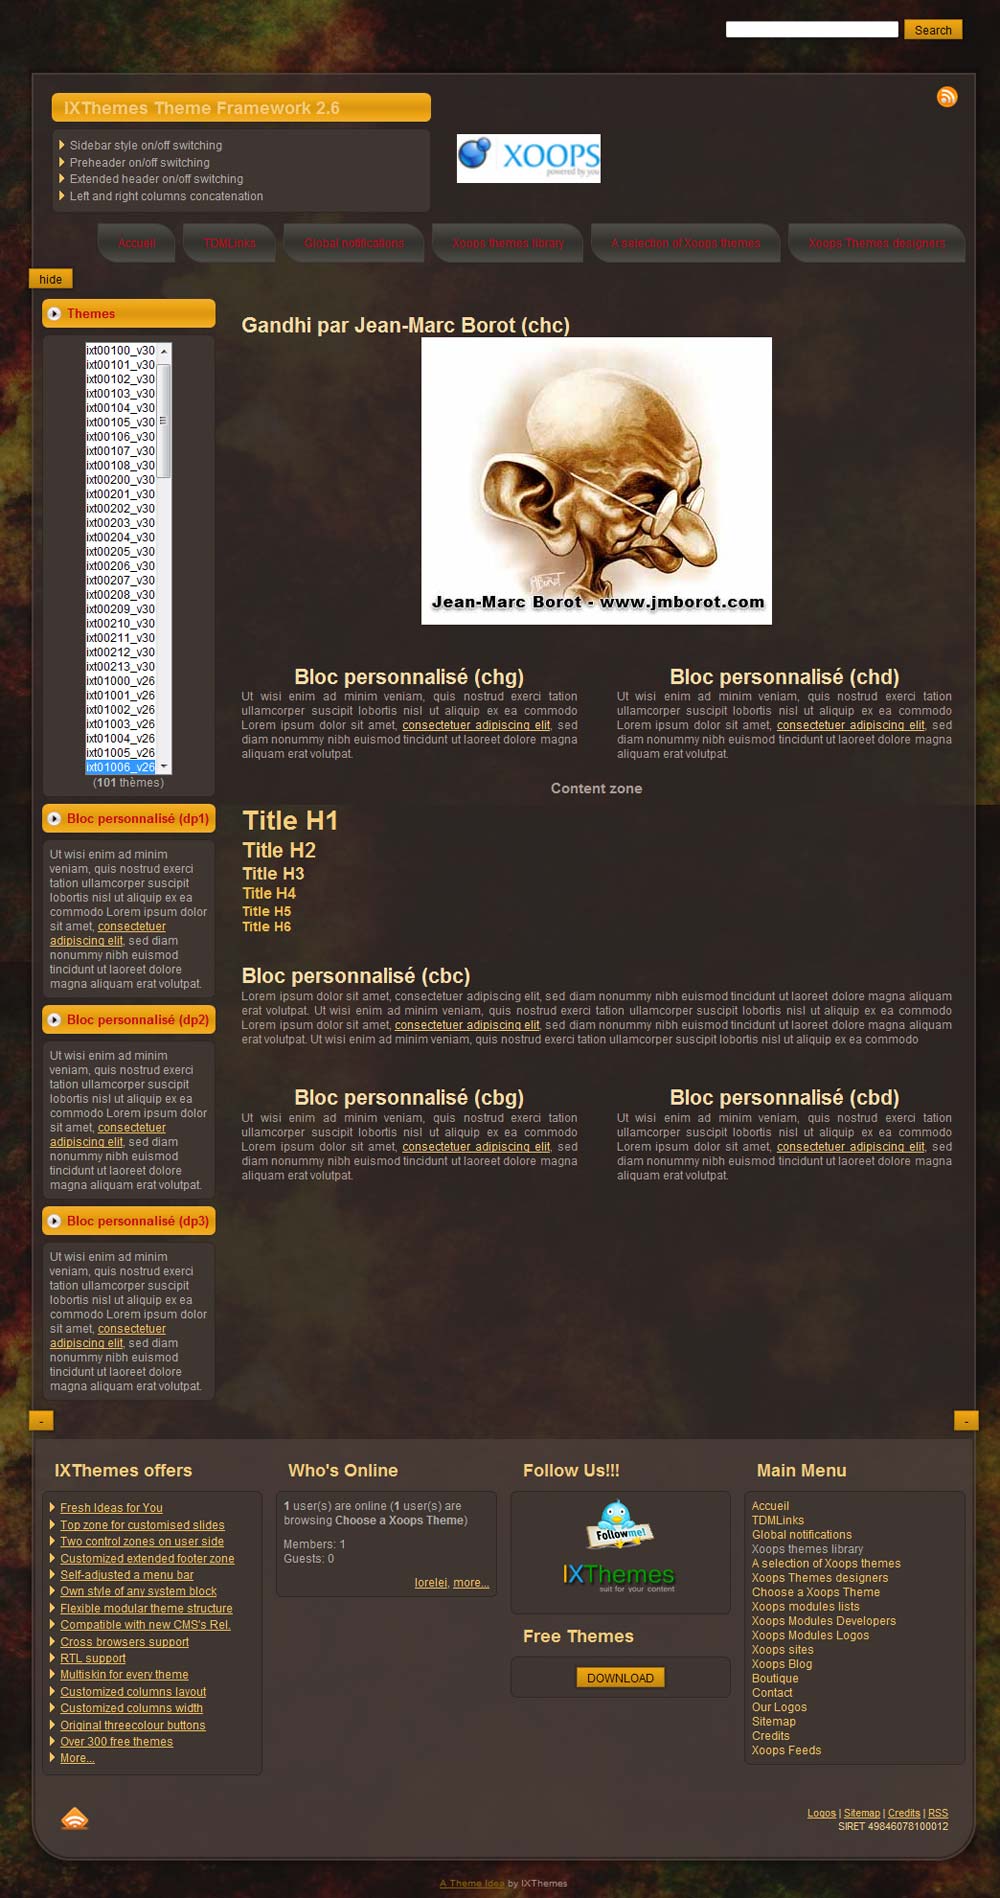 Search
IXThemes Theme Framework 2.6
Sidebar style on/off switching
Preheader on/off switching
Extended header on/off switching
Left and right columns concatenation
XOOPS
powered by you
Accueil
TDMLinks
Global notifications
Xoops themes library
A selection of Xoops themes
Xoops Themes designers
hide
Themes
ixt00100_v30
ixt00101_v30
ixt00102_v30
ixt00103_v30
ixt00104_v30
ixt00105_v30
ixt00106_v30
ixt00107_v30
ixt00108_v30
ixt00200_v30
ixt00201_v30
ixt00202_v30
ixt00203_v30
ixt00204_v30
ixt00205_v30
ixt00206_v30
ixt00207_v30
ixt00208_v30
ixt00209_v30
ixt00210_v30
ixt00211_v30
ixt00212_v30
ixt00213_v30
ixt01000_v26
ixt01001_v26
ixt01002_v26
ixt01003_v26
ixt01004_v26
ixt01005_v26
ixt01006_v26
(101 thèmes)
Bloc personnalisé (dp1)
Ut wisi enim ad minim
veniam, quis nostrud exerci
tation ullamcorper suscipit
lobortis nisl ut aliquip ex ea
commodo Lorem ipsum dolor
sit amet, consectetuer
adipiscing elit, sed diam
nonummy nibh euismod
tincidunt ut laoreet dolore
magna aliquam erat volutpat.
Bloc personnalisé (dp2)
Ut wisi enim ad minim
veniam, quis nostrud exerci
tation ullamcorper suscipit
lobortis nisl ut aliquip ex ea
commodo Lorem ipsum dolor
sit amet, consectetuer
adipiscing elit, sed diam
nonummy nibh euismod
tincidunt ut laoreet dolore
magna aliquam erat volutpat.
Bloc personnalisé (dp3)
Ut wisi enim ad minim
veniam, quis nostrud exerci
tation ullamcorper suscipit
lobortis nisl ut aliquip ex ea
commodo Lorem ipsum dolor
sit amet, consectetuer
adipiscing elit, sed diam
nonummy nibh euismod
tincidunt ut laoreet dolore
magna aliquam erat volutpat.
Gandhi par Jean-Marc Borot (chc)
JMBorot
Jean-Marc Borot - www.jmborot.com
Bloc personnalisé (chg)
Ut wisi enim ad minim veniam, quis nostrud exerci tation
ullamcorper suscipit lobortis nisl ut aliquip ex ea commodo
Lorem ipsum dolor sit amet, consectetuer adipiscing elit, sed
diam nonummy nibh euismod tincidunt ut laoreet dolore magna
aliquam erat volutpat.
Bloc personnalisé (chd)
Ut wisi enim ad minim veniam, quis nostrud exerci tation
ullamcorper suscipit lobortis nisl ut aliquip ex ea commodo
Lorem ipsum dolor sit amet, consectetuer adipiscing elit, sed
diam nonummy nibh euismod tincidunt ut laoreet dolore magna
aliquam erat volutpat.
Content zone
Title H1
Title H2
Title H3
Title H4
Title H5
Title H6
Bloc personnalisé (cbc)
Lorem ipsum dolor sit amet, consectetuer adipiscing elit, sed diam nonummy nibh euismod tincidunt ut laoreet dolore magna aliquam
erat volutpat. Ut wisi enim ad minim veniam, quis nostrud exerci tation ullamcorper suscipit lobortis nisl ut aliquip ex ea commodo
Lorem ipsum dolor sit amet, consectetuer adipiscing elit, sed diam nonummy nibh euismod tincidunt ut laoreet dolore magna aliquam
erat volutpat. Ut wisi enim ad minim veniam, quis nostrud exerci tation ullamcorper suscipit lobortis nisl ut aliquip ex ea commodo
Bloc personnalisé (cbg)
Ut wisi enim ad minim veniam, quis nostrud exerci tation
ullamcorper suscipit lobortis nisl ut aliquip ex ea commodo
Lorem ipsum dolor sit amet, consectetuer adipiscing elit, sed
diam nonummy nibh euismod tincidunt ut laoreet dolore magna
aliquam erat volutpat.
Bloc personnalisé (cbd)
Ut wisi enim ad minim veniam, quis nostrud exerci tation
ullamcorper suscipit lobortis nisl ut aliquip ex ea commodo
Lorem ipsum dolor sit amet, consectetuer adipiscing elit, sed
diam nonummy nibh euismod tincidunt ut laoreet dolore magna
aliquam erat volutpat.
-
-
IXThemes offers
Fresh Ideas for You
Top zone for customised slides
Two control zones on user side
Customized extended footer zone
Self-adjusted a menu bar
Own style of any system block
Flexible modular theme structure
Compatible with new CMS's Rel.
Cross browsers support
RTL support
Multiskin for every theme
Customized columns layout
Customized columns width
Original threecolour buttons
Over 300 free themes
More...
Who's Online
1 user(s) are online (1 user(s) are
browsing Choose a Xoops Theme)
Members: 1
Guests: 0
lorelei, more...
Follow Us!!!
Followme!
IXThemes
suit for your content
Free Themes
DOWNLOAD
Main Menu
Accueil
TDMLinks
Global notifications
Xoops themes library
A selection of Xoops themes
Xoops Themes designers
Choose a Xoops Theme
Xoops modules lists
Xoops Modules Developers
Xoops Modules Logos
Xoops sites
Xoops Blog
Boutique
Contact
Our Logos
Sitemap
Credits
Xoops Feeds
Logos | Sitemap | Credits | RSS
SIRET 49846078100012
A Theme Idea by IXThemes